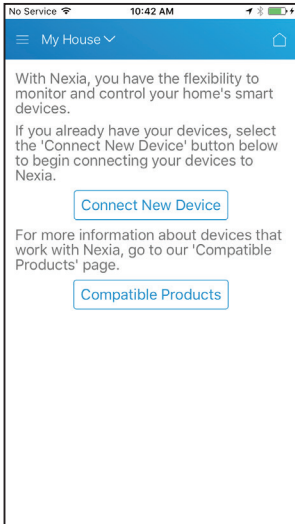 No Service 10:42 AM
My House
With Nexia, you have the flexibility to
monitor and control your home's smart
devices.
If you already have your devices, select
the 'Connect New Device' button below
to begin connecting your devices to
Nexia.
Connect New Device
For more information about devices that
work with Nexia, go to our 'Compatible
Products' page.
Compatible Products